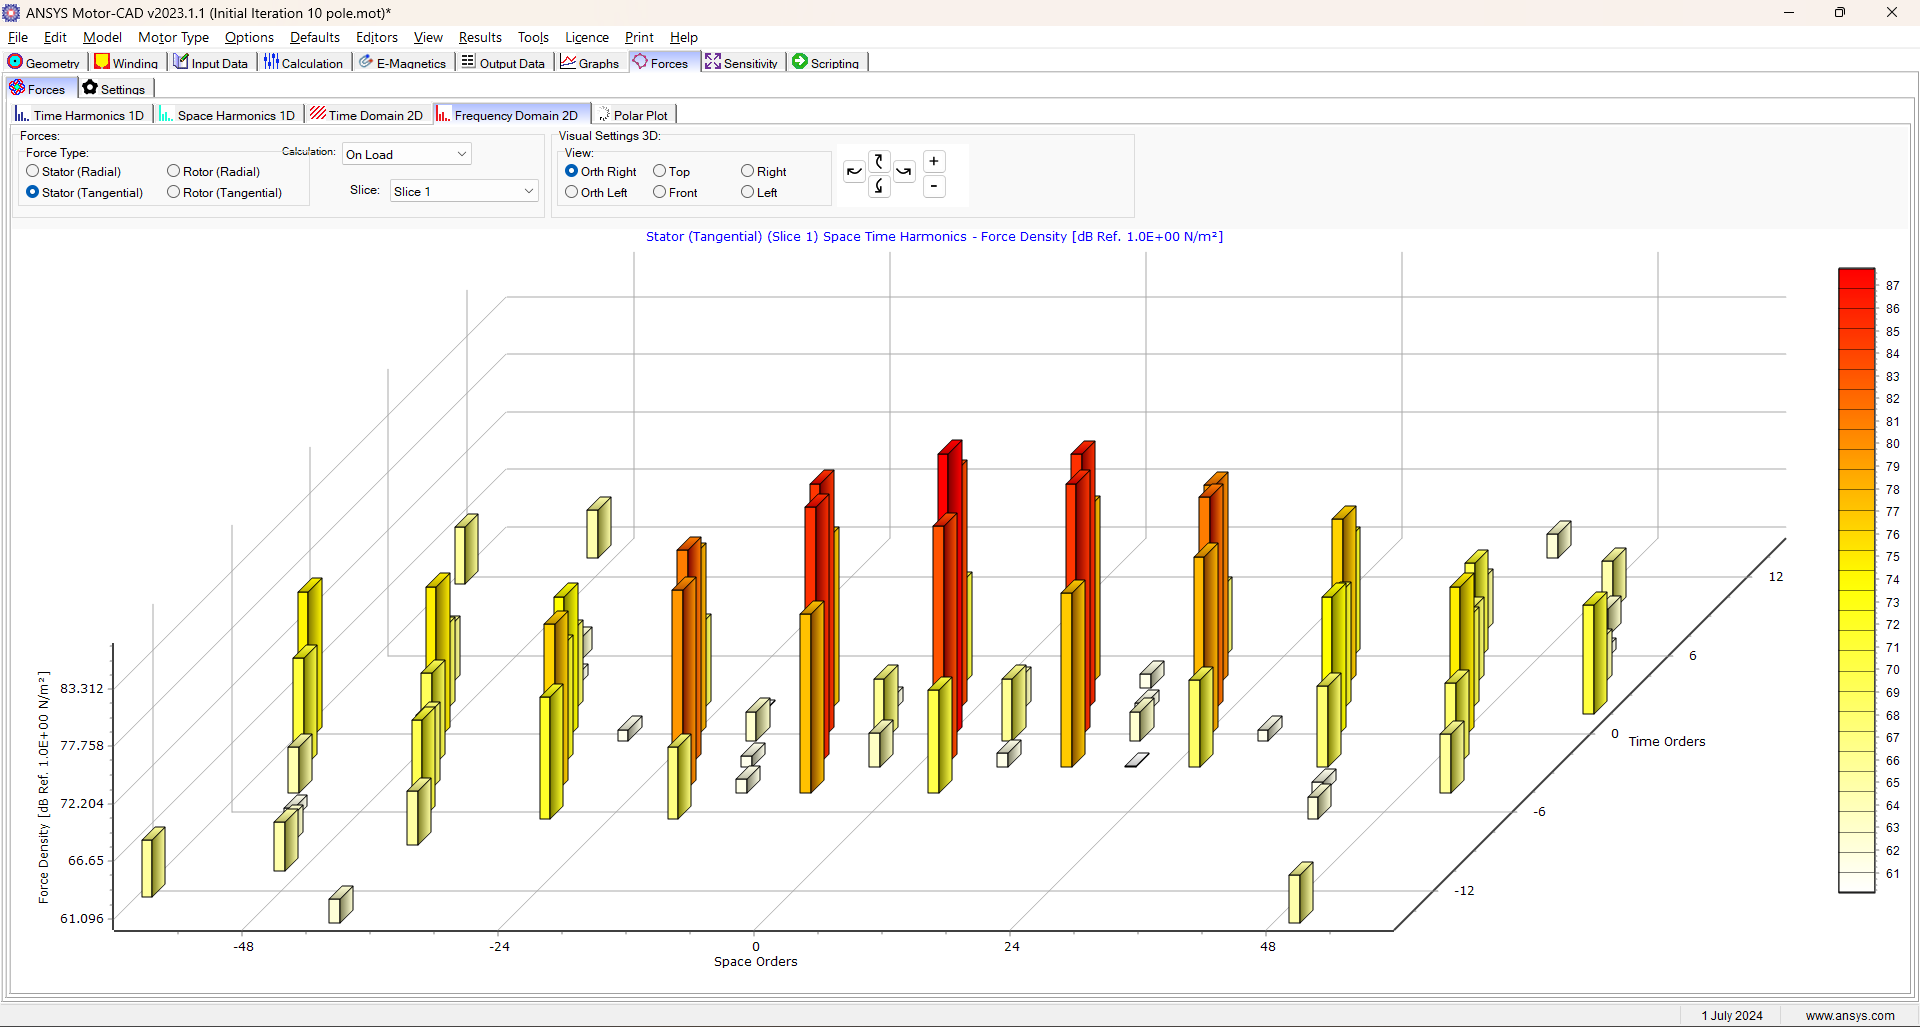 ANSYS Motor-CAD v2023.1.1 (Initial Iteration 10 pole.mot)*
File Edit Model Motor Type Options Defaults Editors View Results Tools Licence Print Help
Geometry Winding Input Data Calculation E-Magnetics Output Data Graphs Forces Sensitivity Scripting
Forces Settings
Time Harmonics 1D Space Harmonics 1D Time Domain 2D Frequency Domain 2D Polar Plot
Forces:
Force Type:
Stator (Radial) Rotor (Radial)
Stator (Tangential) Rotor (Tangential)
Calculation: On Load
Slice: Slice 1
Visual Settings 3D:
View:
Orth Right Top Right
Orth Left Front Left
+
-
Stator (Tangential) (Slice 1) Space Time Harmonics - Force Density [dB Ref. 1.0E+00 N/m²]
Force Density [dB Ref. 1.0E+00 N/m²]
83.312
77.758
72.204
66.65
61.096
-48 -24 0 24 48
Space Orders
12
6
0
-6
-12
Time Orders
87
86
85
84
83
82
81
80
79
78
77
76
75
74
73
72
71
70
69
68
67
66
65
64
63
62
61
1 July 2024 www.ansys.com